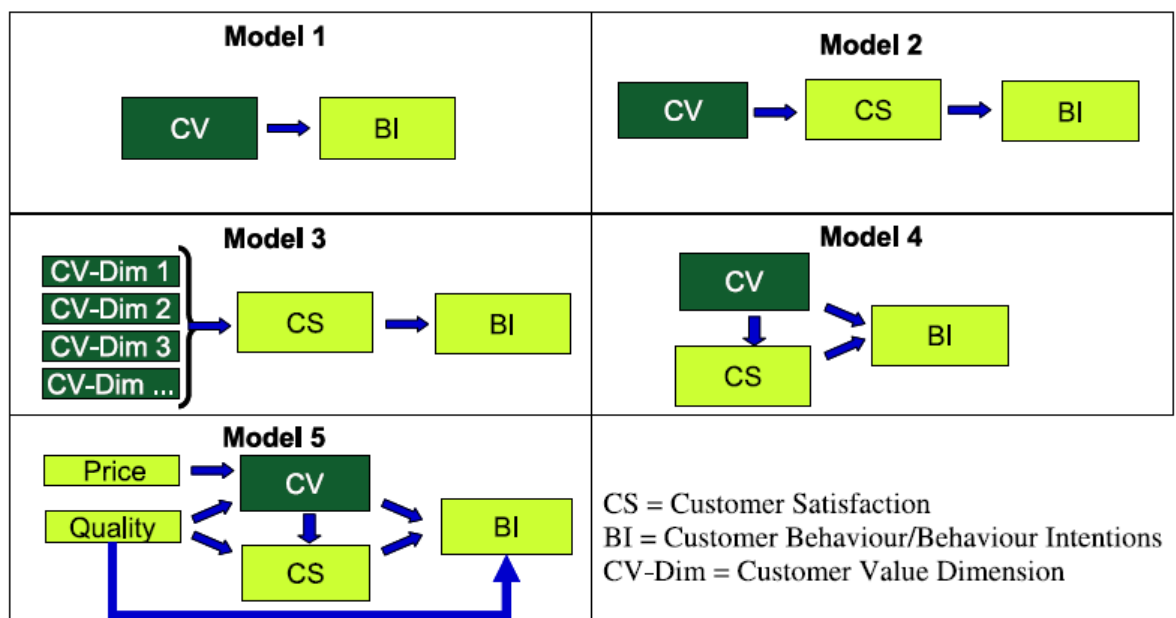 Model 1
CV
BI
Model 2
CV
CS
BI
Model 3
CV-Dim 1
CV-Dim 2
CV-Dim 3
CV-Dim ...
CS
BI
Model 4
CV
CS
BI
Model 5
Price
Quality
CV
CS
BI
CS = Customer Satisfaction
BI = Customer Behaviour/Behaviour Intentions
CV-Dim = Customer Value Dimension